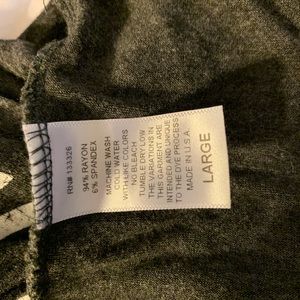 RN# 133326
94% RAYON
6% SPANDEX
MACHINE WASH
COLD WATER
WITH LIKE COLORS
NO BLEACH
TUMBLE DRY LOW
THE VARIATIONS IN
THIS GARMENT ARE
INTENDED AND UNIQUE
TO THE DYE PROCESS
MADE IN U.S.A.
LARGE